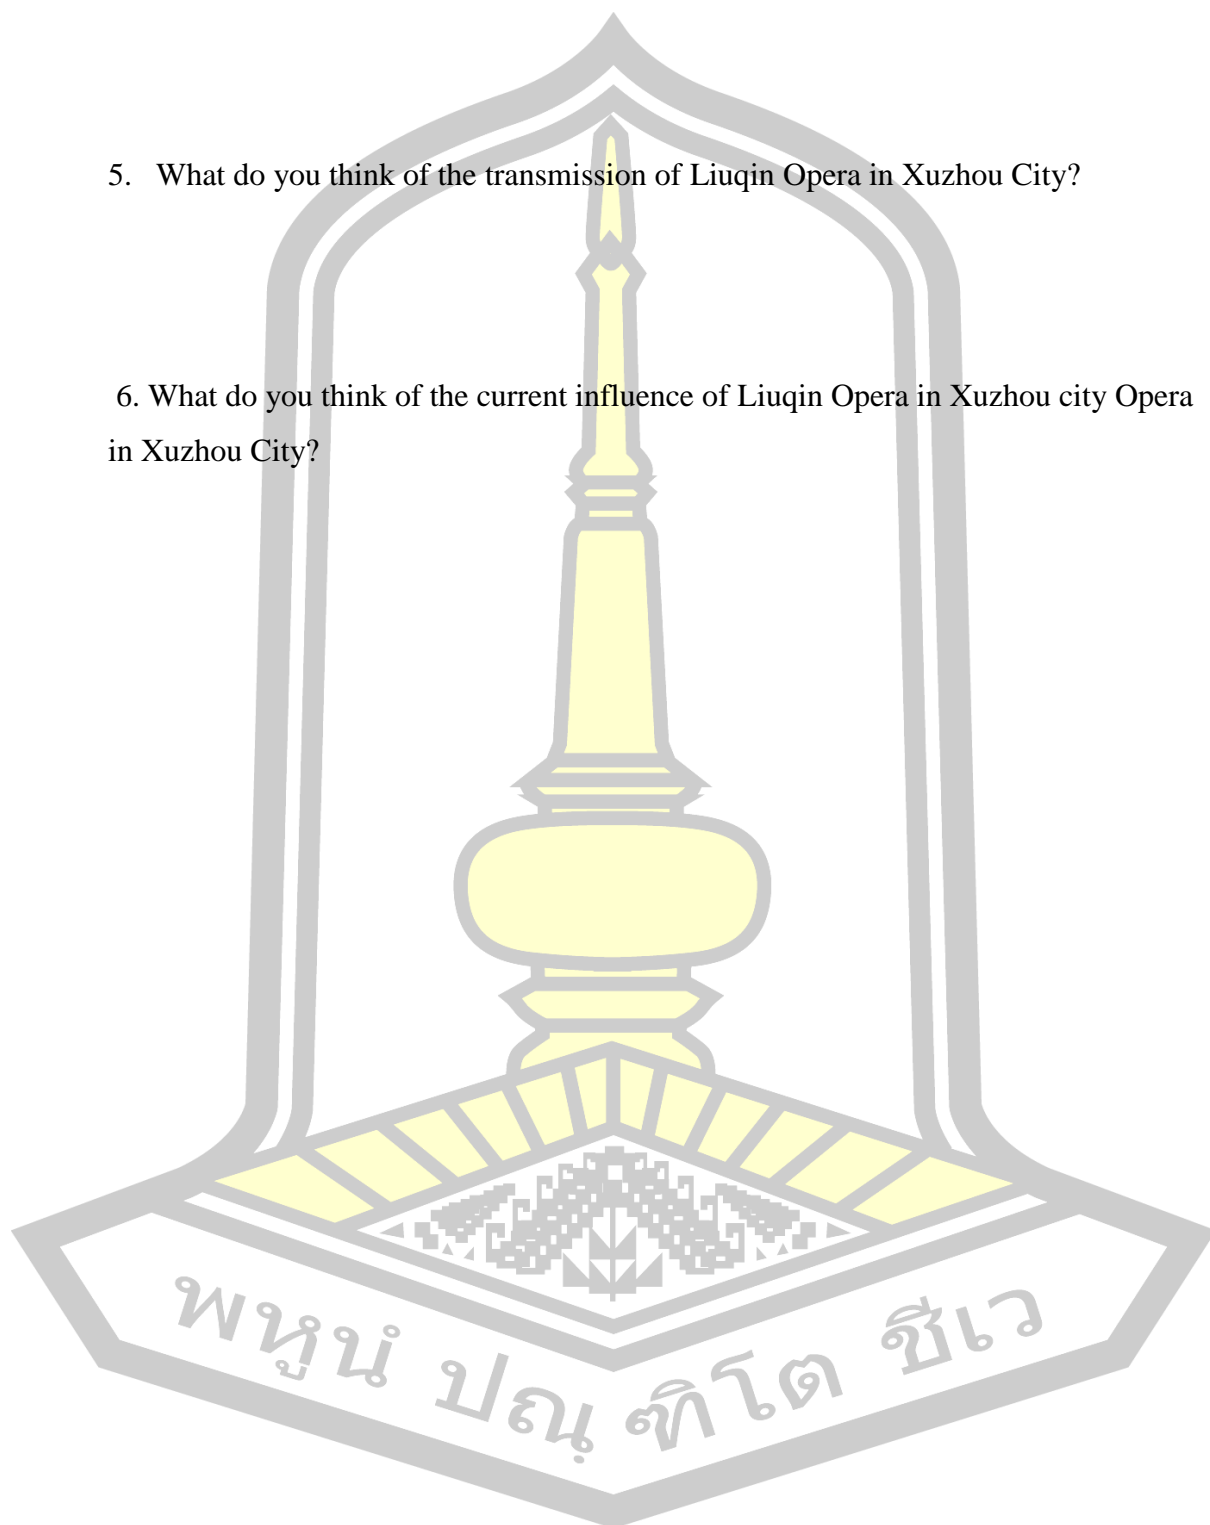 5. What do you think of the transmission of Liuqin Opera in Xuzhou City?
6. What do you think of the current influence of Liuqin Opera in Xuzhou city Opera
in Xuzhou City?
พหูนํ ปณฺฑิโต ชีเว